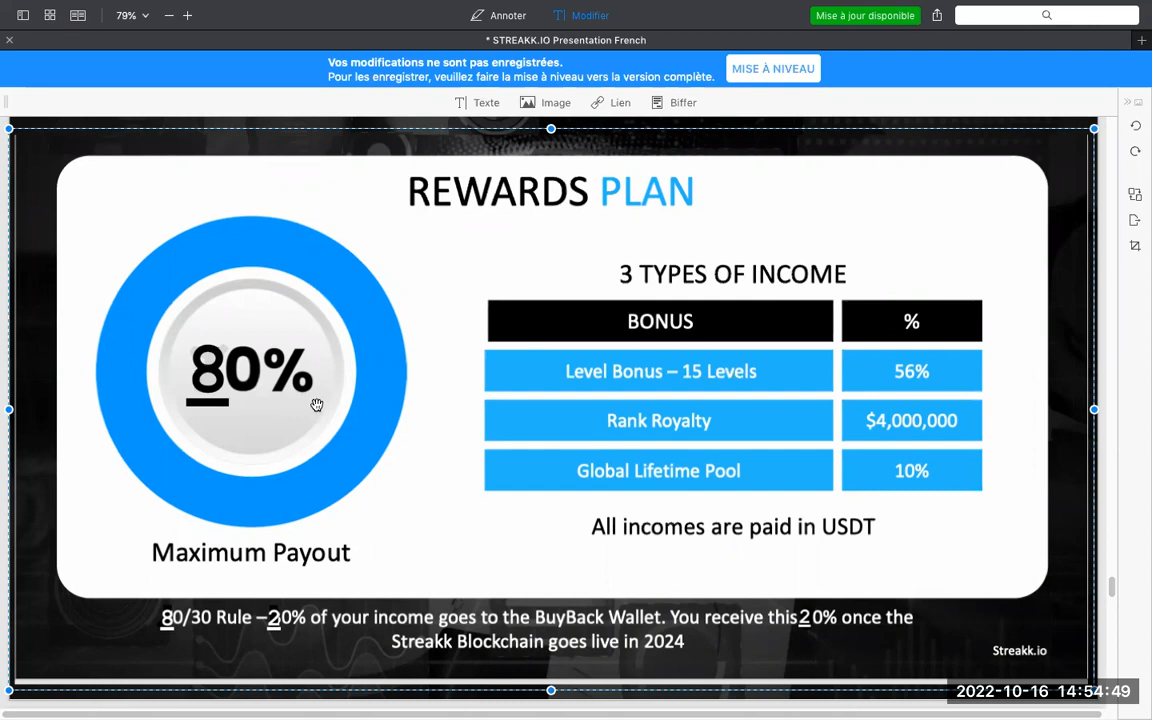 79%
Annoter
Modifier
Mise à jour disponible
* STREAKK.IO Presentation French
Vos modifications ne sont pas enregistrées.
Pour les enregistrer, veuillez faire la mise à niveau vers la version complète.
MISE À NIVEAU
Texte
Image
Lien
Biffer
REWARDS PLAN
3 TYPES OF INCOME
BONUS %
Level Bonus – 15 Levels 56%
Rank Royalty $4,000,000
Global Lifetime Pool 10%
All incomes are paid in USDT
80%
Maximum Payout
80/30 Rule –20% of your income goes to the BuyBack Wallet. You receive this20% once the
Streakk Blockchain goes live in 2024
Streakk.io
2022-10-16 14:54:49